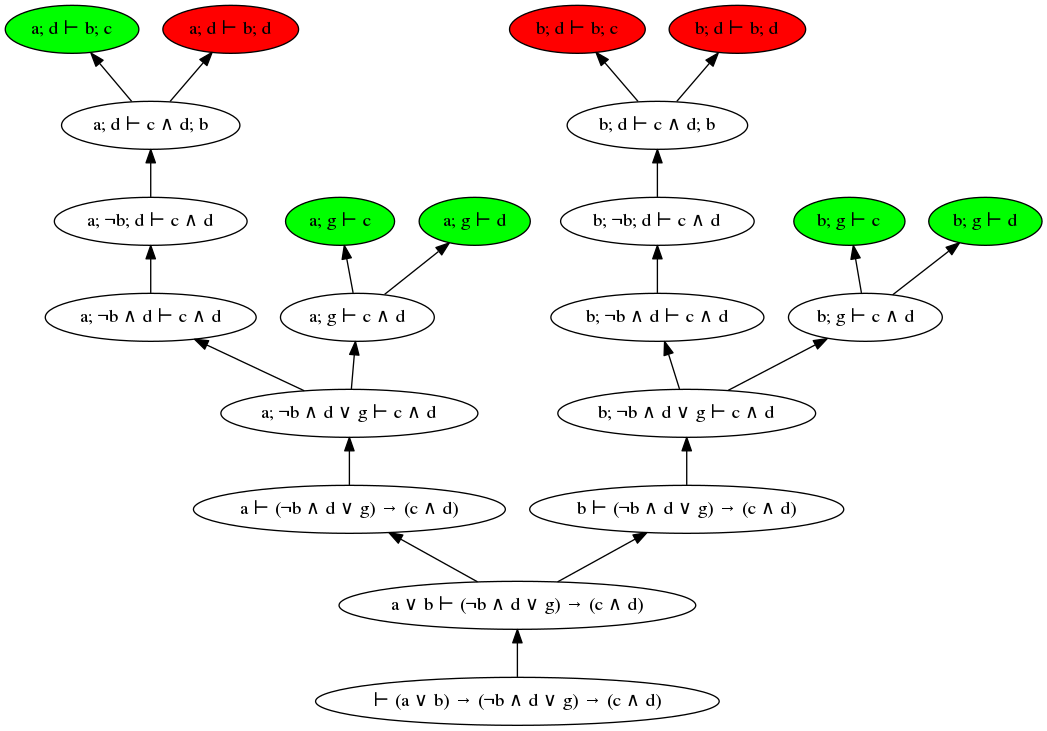 a; d ⊢ b; c
a; d ⊢ b; d
b; d ⊢ b; c
b; d ⊢ b; d
a; d ⊢ c ∧ d; b
b; d ⊢ c ∧ d; b
a; ¬b; d ⊢ c ∧ d
a; g ⊢ c
a; g ⊢ d
b; ¬b; d ⊢ c ∧ d
b; g ⊢ c
b; g ⊢ d
a; ¬b ∧ d ⊢ c ∧ d
a; g ⊢ c ∧ d
b; ¬b ∧ d ⊢ c ∧ d
b; g ⊢ c ∧ d
a; ¬b ∧ d ∨ g ⊢ c ∧ d
b; ¬b ∧ d ∨ g ⊢ c ∧ d
a ⊢ (¬b ∧ d ∨ g) → (c ∧ d)
b ⊢ (¬b ∧ d ∨ g) → (c ∧ d)
a ∨ b ⊢ (¬b ∧ d ∨ g) → (c ∧ d)
⊢ (a ∨ b) → (¬b ∧ d ∨ g) → (c ∧ d)